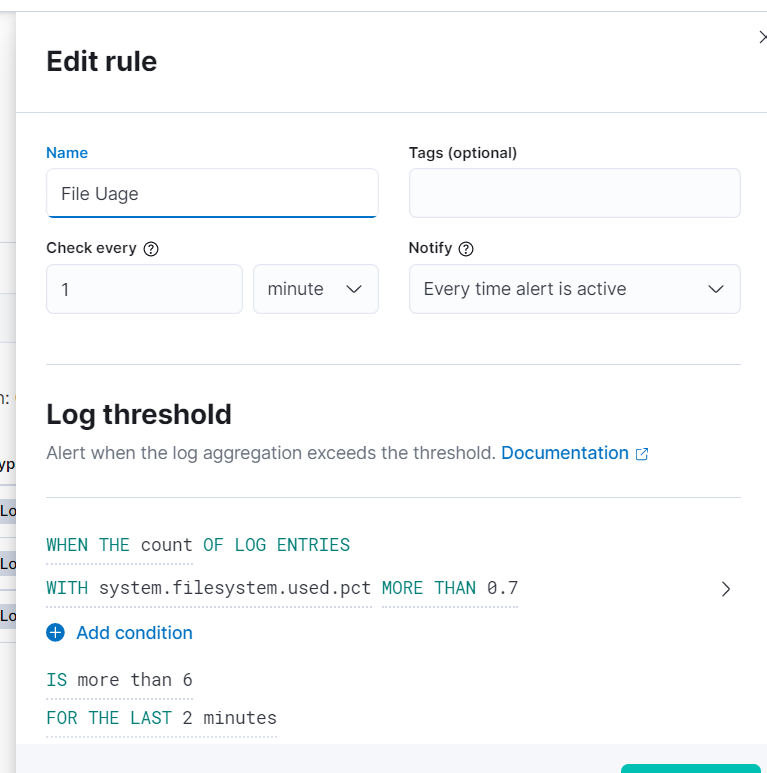 Edit rule
Name
Tags (optional)
File Uage
Check every
Notify
1
minute
Every time alert is active
Log threshold
Alert when the log aggregation exceeds the threshold. Documentation
WHEN THE count OF LOG ENTRIES
WITH system.filesystem.used.pct MORE THAN 0.7
Add condition
IS more than 6
FOR THE LAST 2 minutes